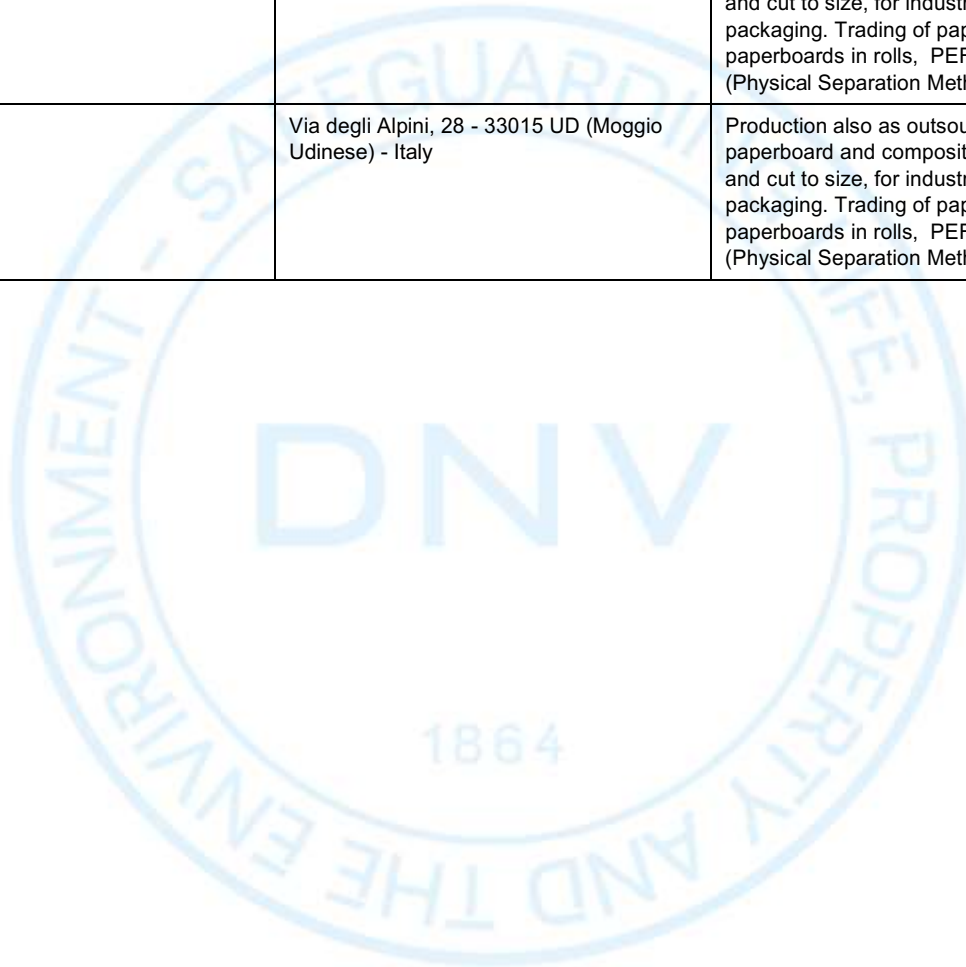 and cut to size, for industr
packaging. Trading of pap
paperboards in rolls, PEF
(Physical Separation Met
Via degli Alpini, 28 - 33015 UD (Moggio
Udinese) - Italy
Production also as outsou
paperboard and composit
and cut to size, for industr
packaging. Trading of pap
paperboards in rolls, PEF
(Physical Separation Met
SAFEGUARDING LIFE, PROPERTY AND THE ENVIRONMENT -
DNV
1864